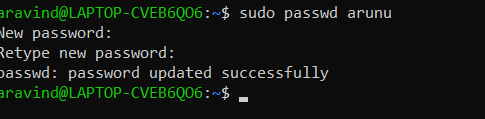 aravind@LAPTOP-CVEB6QO6:~$ sudo passwd arunu
New password:
Retype new password:
passwd: password updated successfully
aravind@LAPTOP-CVEB6QO6:~$